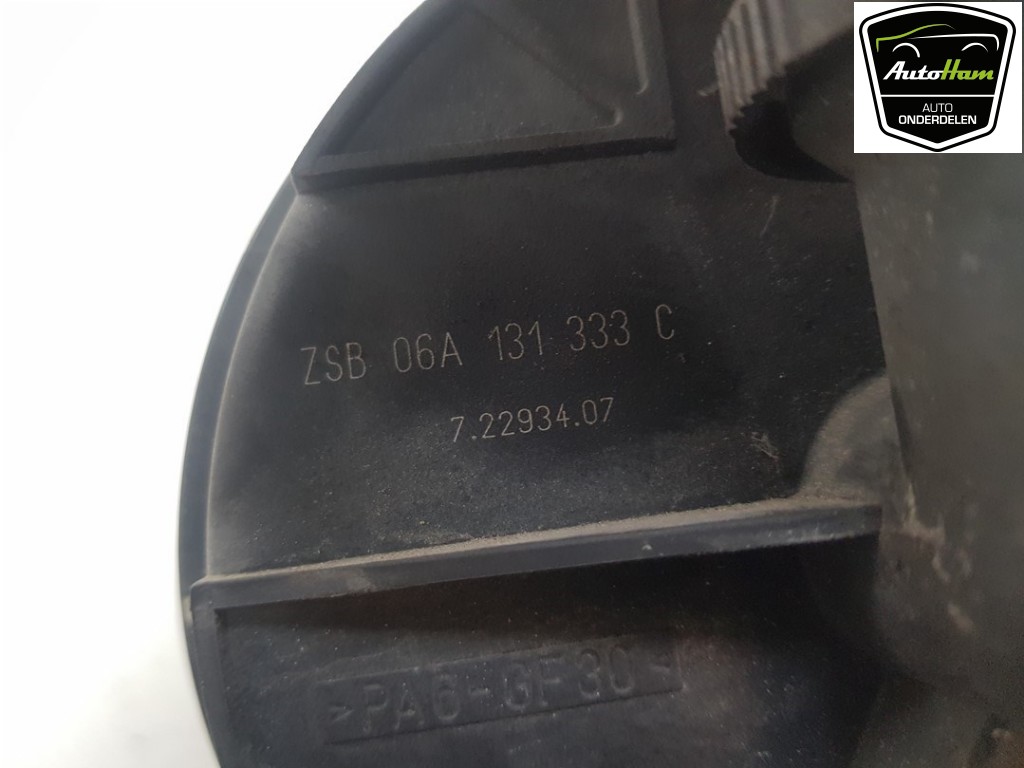 AutoHam
AUTO
ONDERDELEN
ZSB 06A 131 333 C
7.22934.07
>PA6-GF30<